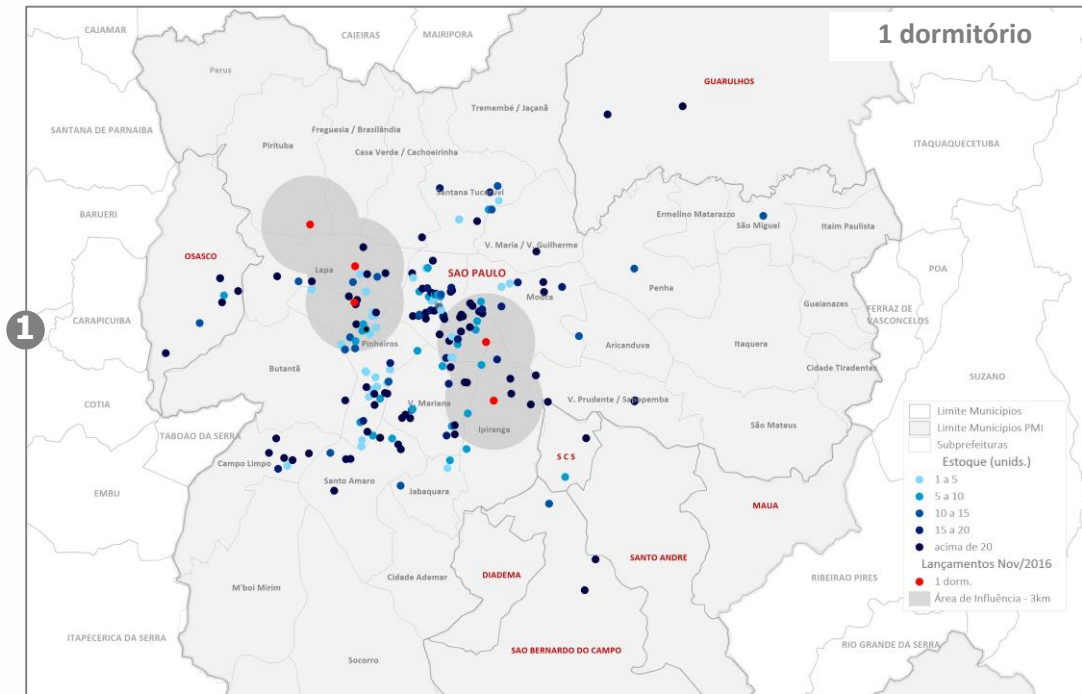 1 dormitório
CAJAMAR
CAIEIRAS
MAIRIPORA
Perus
GUARULHOS
Tremembé / Jaçanã
SANTANA DE PARNAIBA
Freguesia / Brasilândia
Pirituba
Casa Verde / Cachoeirinha
ITAQUAQUECETUBA
Santana Tucuruvi
BARUERI
Ermelino Matarazzo
São Miguel
Itaim Paulista
V. Maria / V. Guilherme
OSASCO
Lapa
SAO PAULO
POA
Penha
Mooca
Guaianazes
FERRAZ DE
VASCONCELOS
CARAPICUIBA
1
Pinheiros
Aricanduva
Itaquera
Butantã
Cidade Tiradentes
SUZANO
COTIA
V. Mariana
V. Prudente / Sapopemba
São Mateus
TABOAO DA SERRA
Ipiranga
Campo Limpo
S C S
Santo Amaro
Jabaquara
EMBU
MAUA
SANTO ANDRE
Cidade Ademar
DIADEMA
M'boi Mirim
RIBEIRAO PIRES
ITAPECERICA DA SERRA
SAO BERNARDO DO CAMPO
RIO GRANDE DA SERRA
Socorro
Limite Municípios
Limite Municípios PMI
Subprefeituras
Estoque (unids.)
1 a 5
5 a 10
10 a 15
15 a 20
acima de 20
Lançamentos Nov/2016
1 dorm.
Área de Influência - 3km